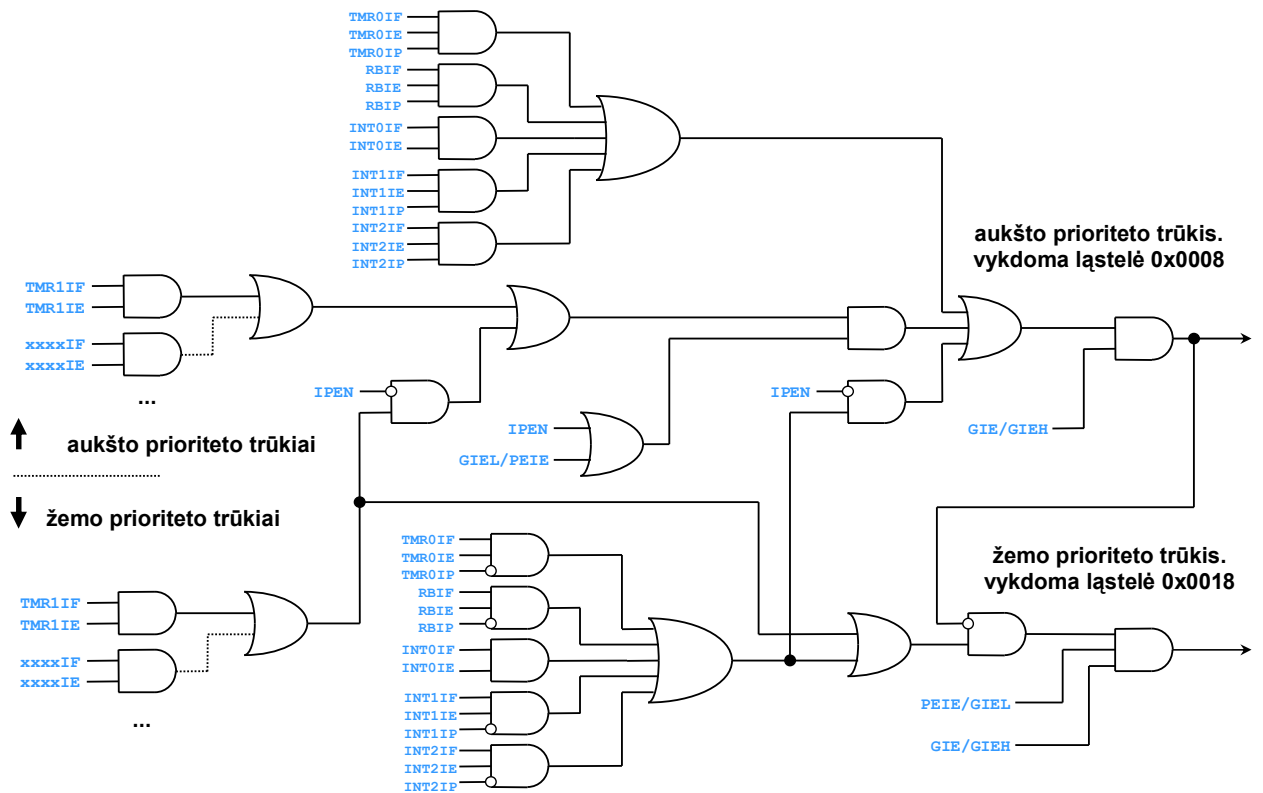 TMR0IF
TMR0IE
TMR0IP
RBIF
RBIE
RBIP
INT0IF
INT0IE
INT1IF
INT1IE
INT1IP
INT2IF
INT2IE
INT2IP
aukšto prioriteto trūkis.
vykdoma ląstelė 0x0008
TMR1IF
TMR1IE
xxxxIF
xxxxIE
...
IPEN
IPEN
IPEN
GIEL/PEIE
GIE/GIEH
aukšto prioriteto trūkiai
žemo prioriteto trūkiai
TMR0IF
TMR0IE
TMR0IP
RBIF
RBIE
RBIP
INT0IF
INT0IE
INT1IF
INT1IE
INT1IP
INT2IF
INT2IE
INT2IP
žemo prioriteto trūkis.
vykdoma ląstelė 0x0018
TMR1IF
TMR1IE
xxxxIF
xxxxIE
...
PEIE/GIEL
GIE/GIEH